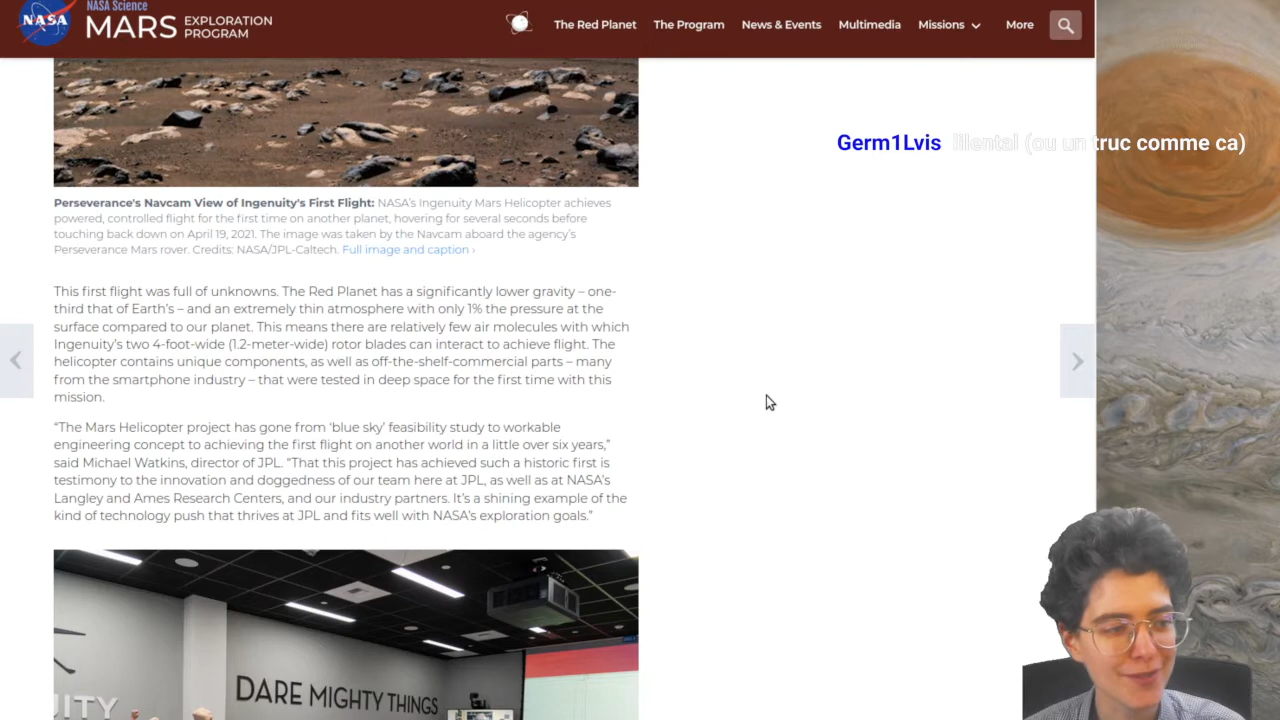 NASA
NASA Science
MARS EXPLORATION PROGRAM
The Red Planet
The Program
News & Events
Multimedia
Missions
More
Germ1Lvis lilental (ou un truc comme ca)
Perseverance's Navcam View of Ingenuity's First Flight: NASA's Ingenuity Mars Helicopter achieves
powered, controlled flight for the first time on another planet, hovering for several seconds before
touching back down on April 19, 2021. The image was taken by the Navcam aboard the agency's
Perseverance Mars rover. Credits: NASA/JPL-Caltech. Full image and caption ›
This first flight was full of unknowns. The Red Planet has a significantly lower gravity – one-
third that of Earth's – and an extremely thin atmosphere with only 1% the pressure at the
surface compared to our planet. This means there are relatively few air molecules with which
Ingenuity's two 4-foot-wide (1.2-meter-wide) rotor blades can interact to achieve flight. The
helicopter contains unique components, as well as off-the-shelf-commercial parts – many
from the smartphone industry – that were tested in deep space for the first time with this
mission.
“The Mars Helicopter project has gone from ‘blue sky’ feasibility study to workable
engineering concept to achieving the first flight on another world in a little over six years,”
said Michael Watkins, director of JPL. “That this project has achieved such a historic first is
testimony to the innovation and doggedness of our team here at JPL, as well as at NASA's
Langley and Ames Research Centers, and our industry partners. It's a shining example of the
kind of technology push that thrives at JPL and fits well with NASA's exploration goals.”
DARE MIGHTY THINGS
UITY